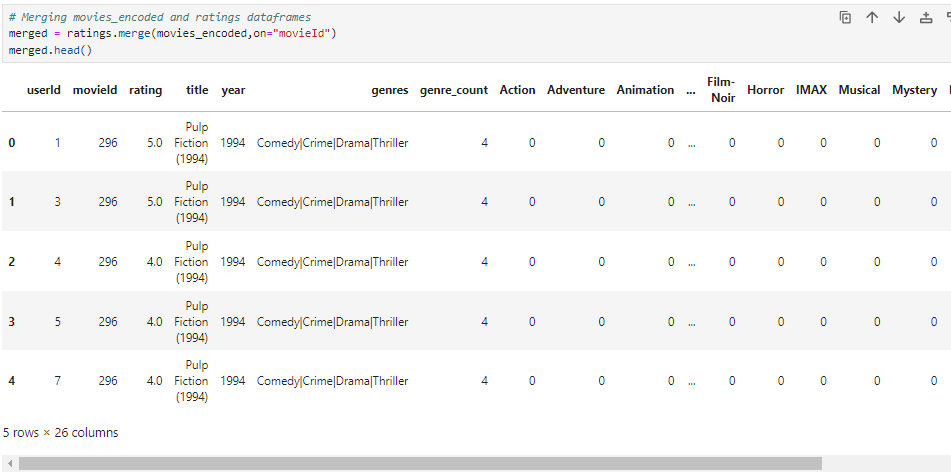 # Merging movies_encoded and ratings dataframes
merged = ratings.merge(movies_encoded,on="movieId")
merged.head()
userId movieId rating title year genres genre_count Action Adventure Animation ... Film-Noir Horror IMAX Musical Mystery
0 1 296 5.0 Pulp Fiction (1994) 1994 Comedy|Crime|Drama|Thriller 4 0 0 0 ... 0 0 0 0 0
1 3 296 5.0 Pulp Fiction (1994) 1994 Comedy|Crime|Drama|Thriller 4 0 0 0 ... 0 0 0 0 0
2 4 296 4.0 Pulp Fiction (1994) 1994 Comedy|Crime|Drama|Thriller 4 0 0 0 ... 0 0 0 0 0
3 5 296 4.0 Pulp Fiction (1994) 1994 Comedy|Crime|Drama|Thriller 4 0 0 0 ... 0 0 0 0 0
4 7 296 4.0 Pulp Fiction (1994) 1994 Comedy|Crime|Drama|Thriller 4 0 0 0 ... 0 0 0 0 0
5 rows × 26 columns